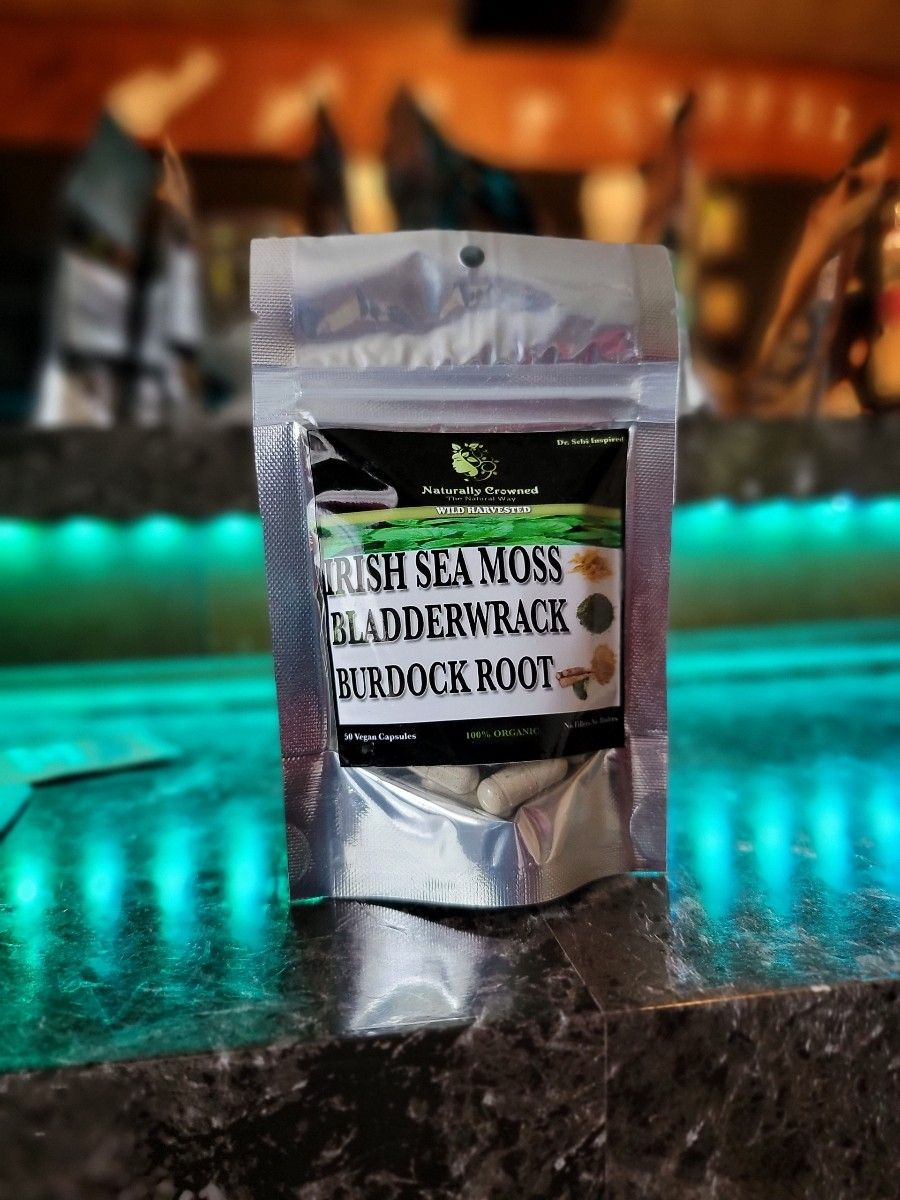 Dr. Sebi Inspired
Naturally Crowned
The Natural Way
WILD HARVESTED
IRISH SEA MOSS
BLADDERWRACK
BURDOCK ROOT
50 Vegan Capsules
100% ORGANIC
No Fillers No